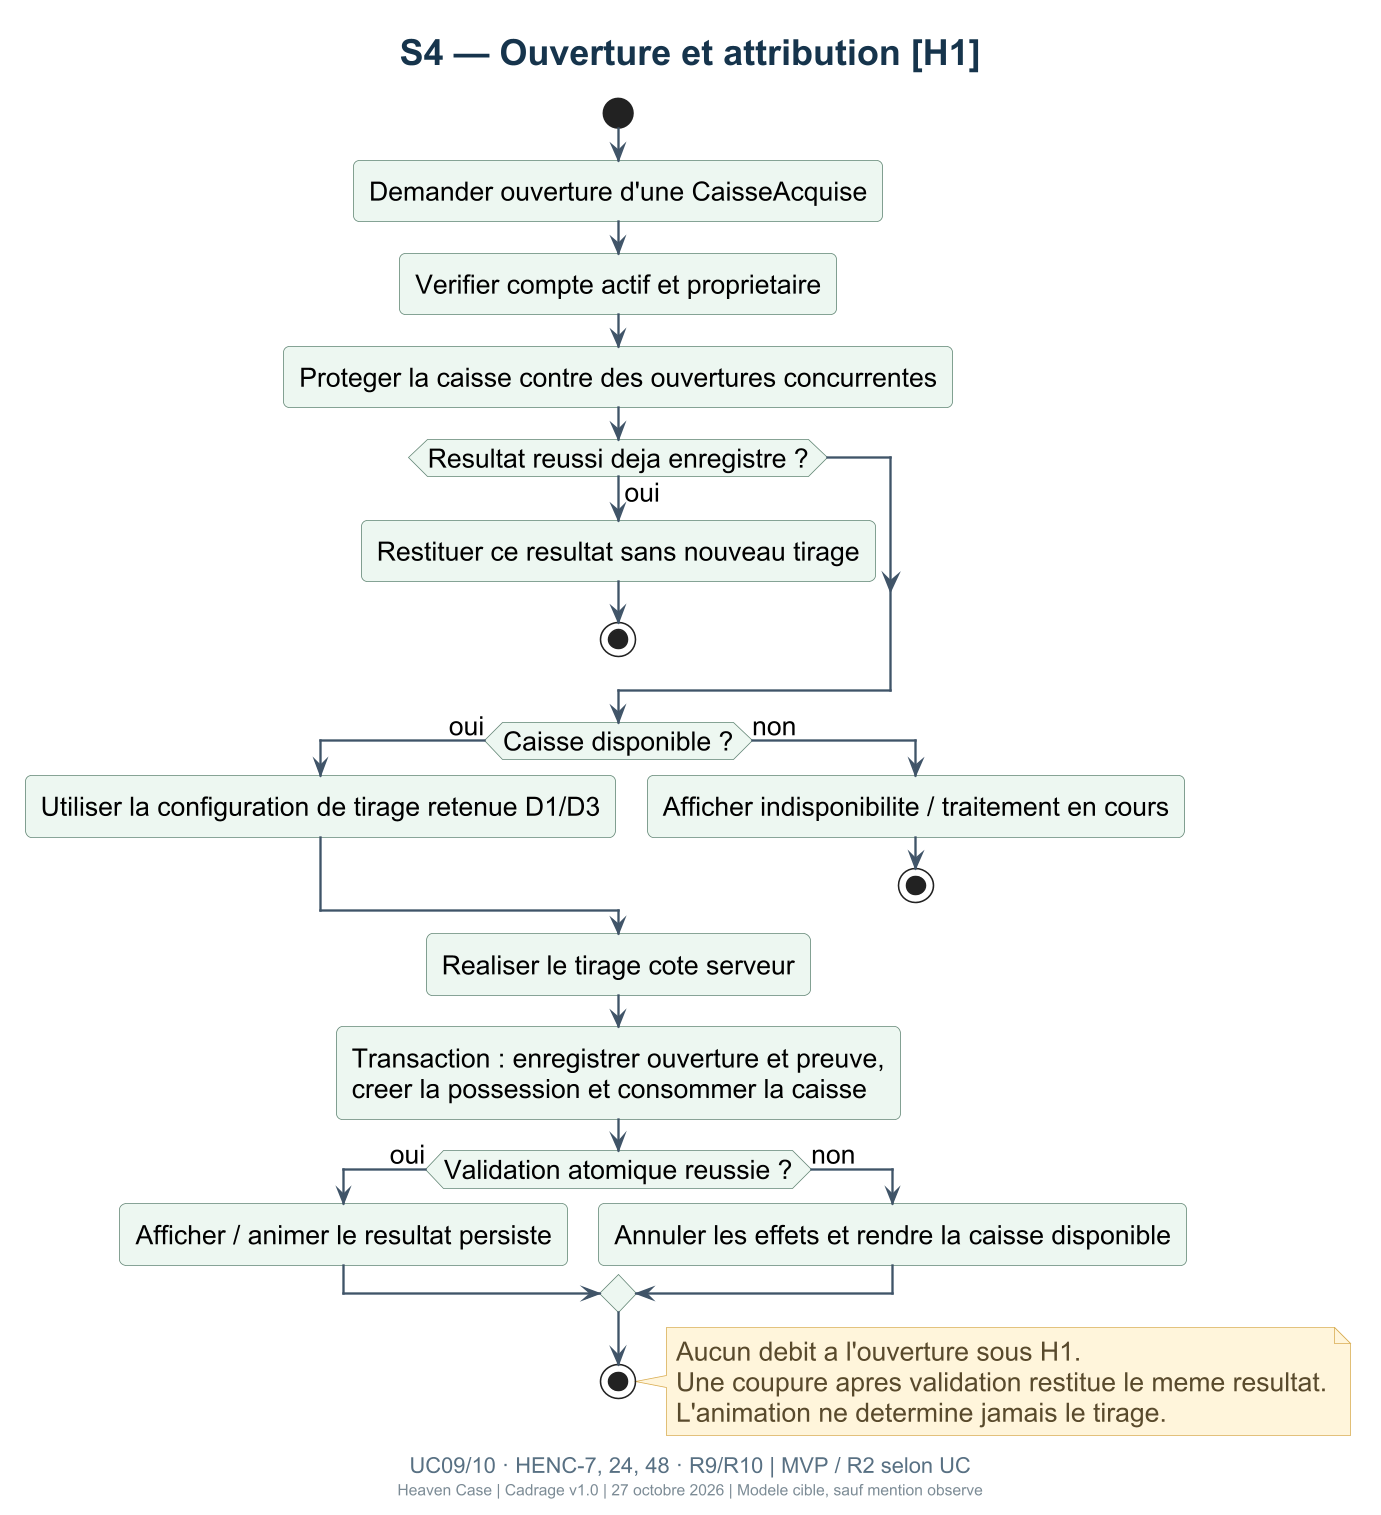 S4 — Ouverture et attribution [H1]
Demander ouverture d'une CaisseAcquise
Verifier compte actif et proprietaire
Proteger la caisse contre des ouvertures concurrentes
Resultat reussi deja enregistre ?
oui
Restituer ce resultat sans nouveau tirage
oui
Caisse disponible ?
non
Utiliser la configuration de tirage retenue D1/D3
Afficher indisponibilite / traitement en cours
Realiser le tirage cote serveur
Transaction : enregistrer ouverture et preuve,
creer la possession et consommer la caisse
oui
Validation atomique reussie ?
non
Afficher / animer le resultat persiste
Annuler les effets et rendre la caisse disponible
Aucun debit a l'ouverture sous H1.
Une coupure apres validation restitue le meme resultat.
L'animation ne determine jamais le tirage.
UC09/10 · HENC-7, 24, 48 · R9/R10 | MVP / R2 selon UC
Heaven Case | Cadrage v1.0 | 27 octobre 2026 | Modele cible, sauf mention observe